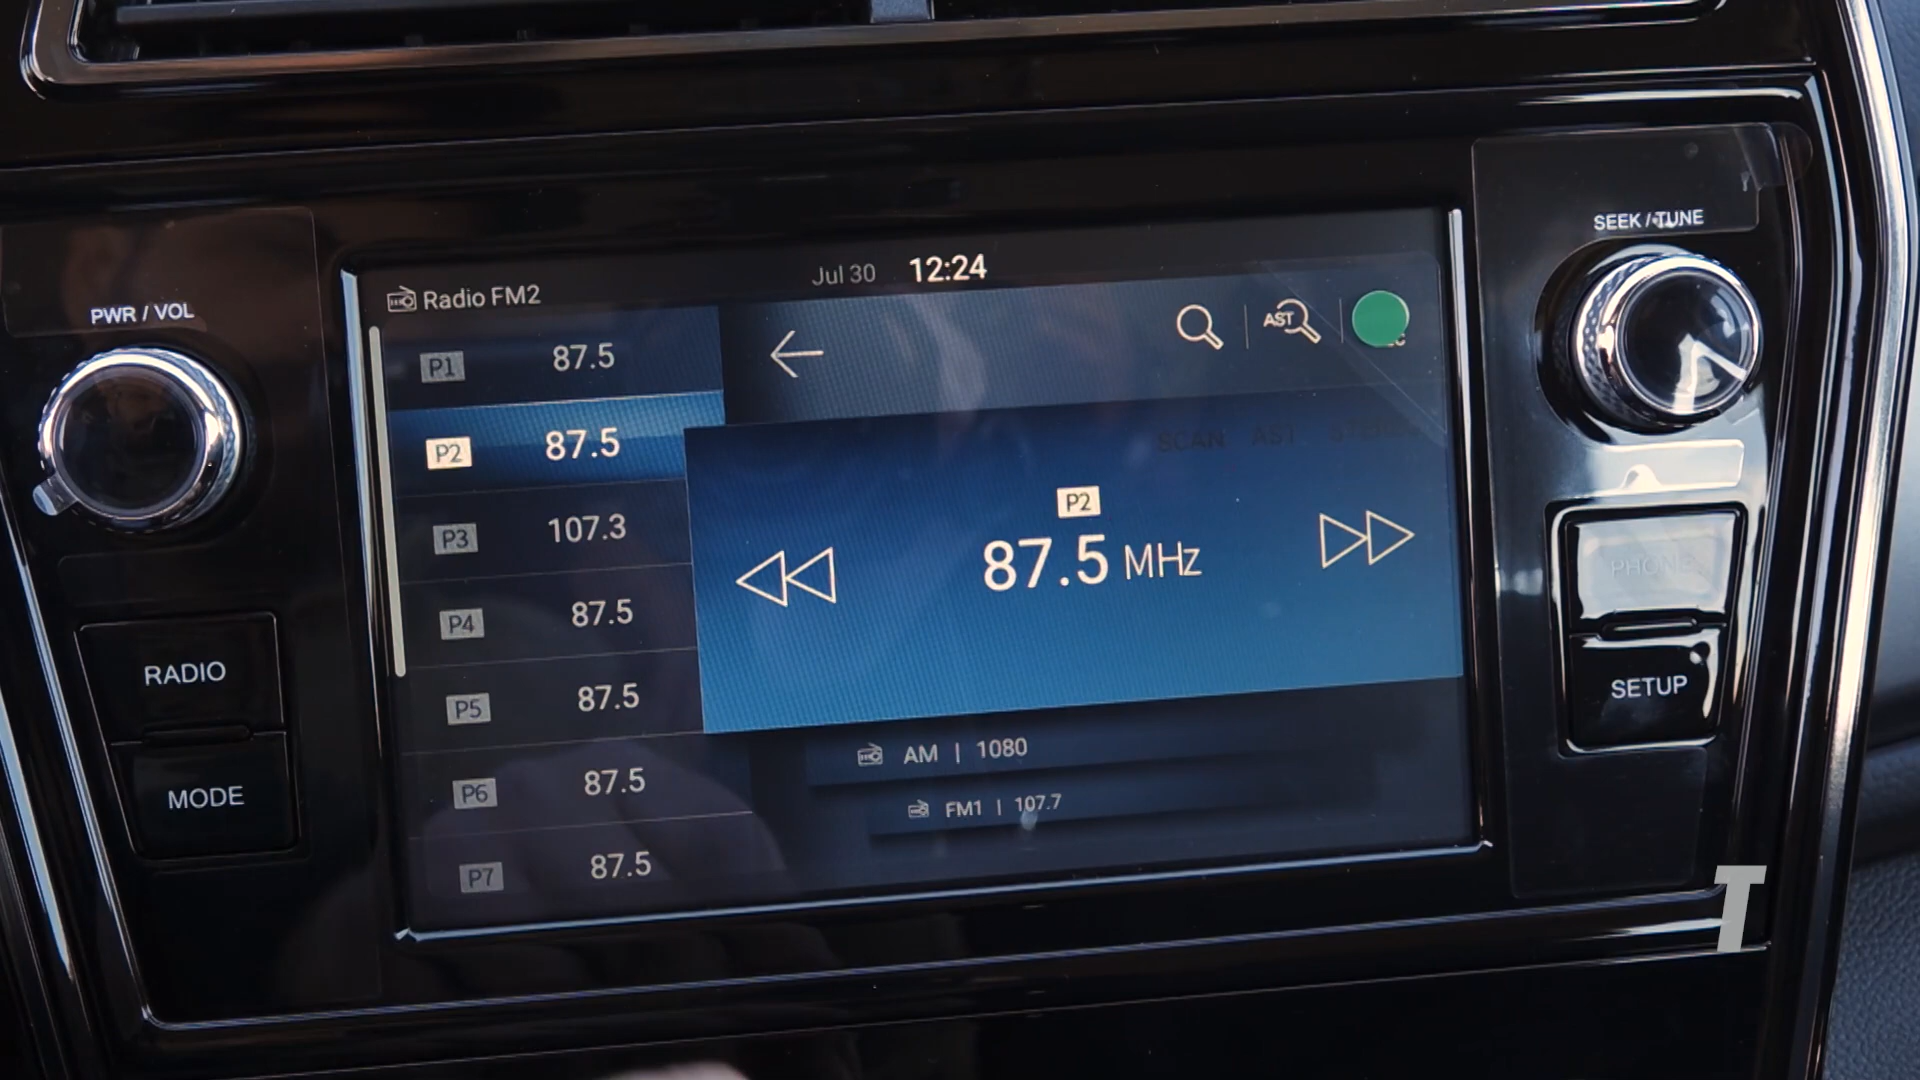 SEEK / TUNE
PWR / VOL
Radio FM2
Jul 30 12:24
P1 87.5
AST
P2 87.5
SCAN AST
P2
87.5 MHz
P3 107.3
P4 87.5
P5 87.5
P6 87.5
P7 87.5
AM | 1080
FM1 | 107.7
RADIO
MODE
PHONE
SETUP
T